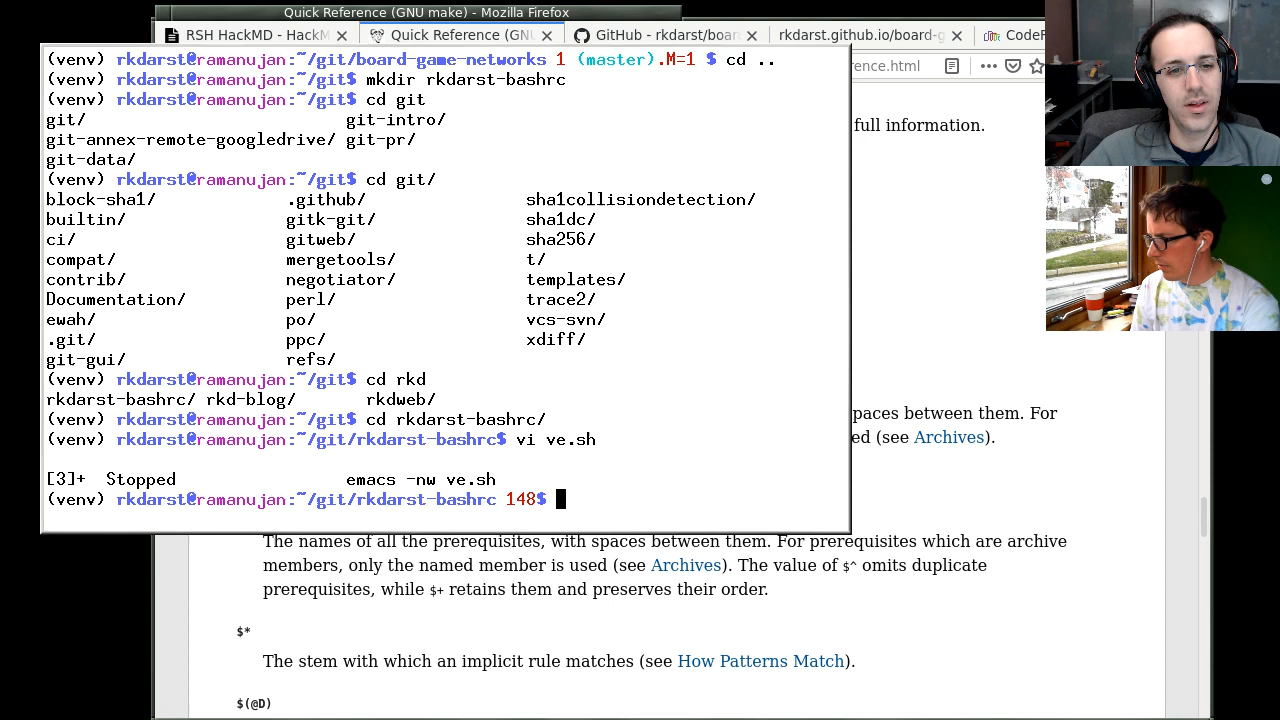 Quick Reference (GNU make) - Mozilla Firefox
RSH HackMD - HackM
Quick Reference (GNU
GitHub - rkdarst/boar
rkdarst.github.io/board-g
CodeF
rence.html
(venv) rkdarst@ramanujan:~/git/board-game-networks 1 (master).M=1 $ cd ..
(venv) rkdarst@ramanujan:~/git$ mkdir rkdarst-bashrc
(venv) rkdarst@ramanujan:~/git$ cd git
git/ git-intro/
git-annex-remote-googledrive/ git-pr/
git-data/
(venv) rkdarst@ramanujan:~/git$ cd git/
block-sha1/ .github/ sha1collisiondetection/
builtin/ gitk-git/ sha1dc/
ci/ gitweb/ sha256/
compat/ mergetools/ t/
contrib/ negotiator/ templates/
Documentation/ perl/ trace2/
ewah/ po/ vcs-svn/
.git/ ppc/ xdiff/
git-gui/ refs/
(venv) rkdarst@ramanujan:~/git$ cd rkd
rkdarst-bashrc/ rkd-blog/ rkdweb/
(venv) rkdarst@ramanujan:~/git$ cd rkdarst-bashrc/
(venv) rkdarst@ramanujan:~/git/rkdarst-bashrc$ vi ve.sh
[3]+ Stopped emacs -nw ve.sh
(venv) rkdarst@ramanujan:~/git/rkdarst-bashrc 148$
full information.
paces between them. For
ed (see Archives).
The names of all the prerequisites, with spaces between them. For prerequisites which are archive
members, only the named member is used (see Archives). The value of $^ omits duplicate
prerequisites, while $+ retains them and preserves their order.
$*
The stem with which an implicit rule matches (see How Patterns Match).
$(@D)